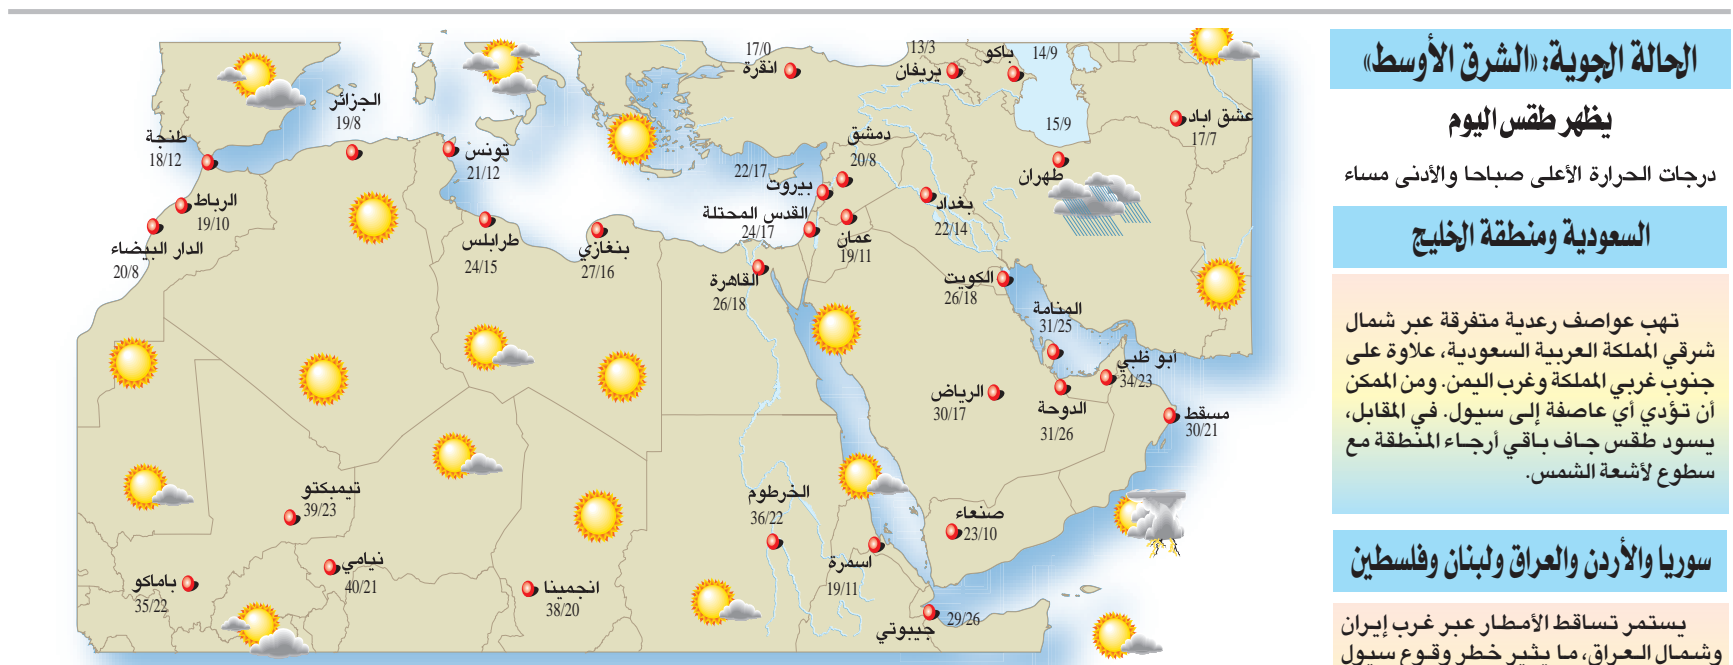 الحالة الجوية: «الشرق الأوسط»
يظهر طقس اليوم
درجات الحرارة الأعلى صباحا والأدنى مساء
السعودية ومنطقة الخليج
تهب عواصف رعدية متفرقة عبر شمال
شرقي المملكة العربية السعودية، علاوة على
جنوب غربي المملكة وغرب اليمن. ومن الممكن
أن تؤدي أي عاصفة إلى سيول. في المقابل،
يسود طقس جاف باقي أرجاء المنطقة مع
سطوع لأشعة الشمس.
سوريا والأردن والعراق ولبنان وفلسطين
يستمر تساقط الأمطار عبر غرب إيران
وشمال العراق، ما يثير خطر وقوع سيول
17/0
انقرة
13/3
يريفان
باكو
14/9
15/9
عشق اباد
17/7
طهران
الجزائر
19/8
طنجة
18/12
تونس
21/12
دمشق
20/8
22/17
بيروت
بغداد
22/14
الرباط
19/10
الدار البيضاء
20/8
طرابلس
24/15
بنغازي
27/16
القدس المحتلة
24/17
عمان
19/11
القاهرة
26/18
الكويت
26/18
المنامة
31/25
أبو ظبي
34/23
الرياض
30/17
الدوحة
31/26
مسقط
30/21
تيمبكتو
39/23
الخرطوم
36/22
صنعاء
23/10
باماكو
35/22
نيامي
40/21
انجمينا
38/20
اسمرة
19/11
29/26
جيبوتي